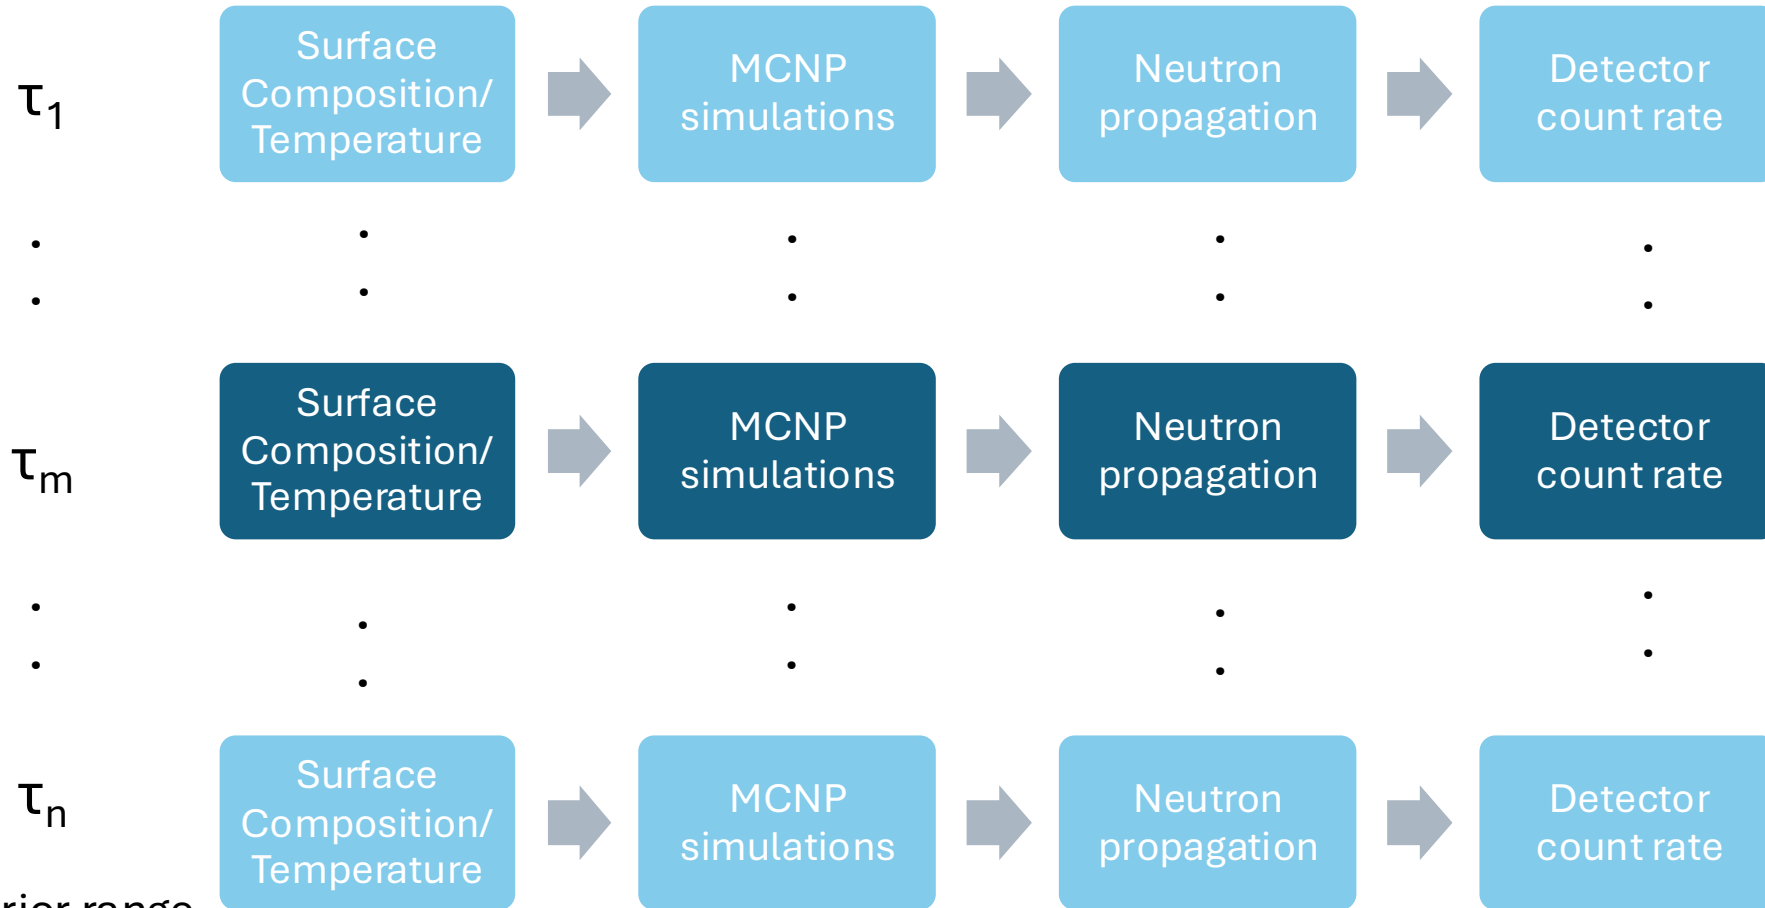 τ1
Surface
Composition/
Temperature
MCNP
simulations
Neutron
propagation
Detector
count rate
τm
Surface
Composition/
Temperature
MCNP
simulations
Neutron
propagation
Detector
count rate
τn
Surface
Composition/
Temperature
MCNP
simulations
Neutron
propagation
Detector
count rate
range